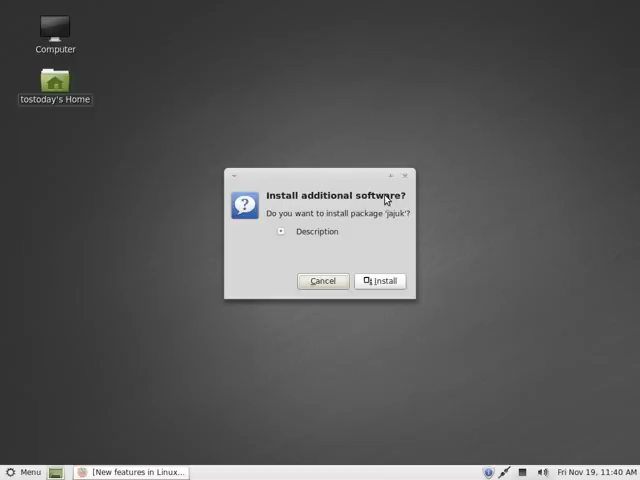 Computer
tostoday's Home
Install additional software?
Do you want to install package 'jajuk'?
Description
Cancel
Install
Menu
[New features in Linux...
Fri Nov 19, 11:40 AM